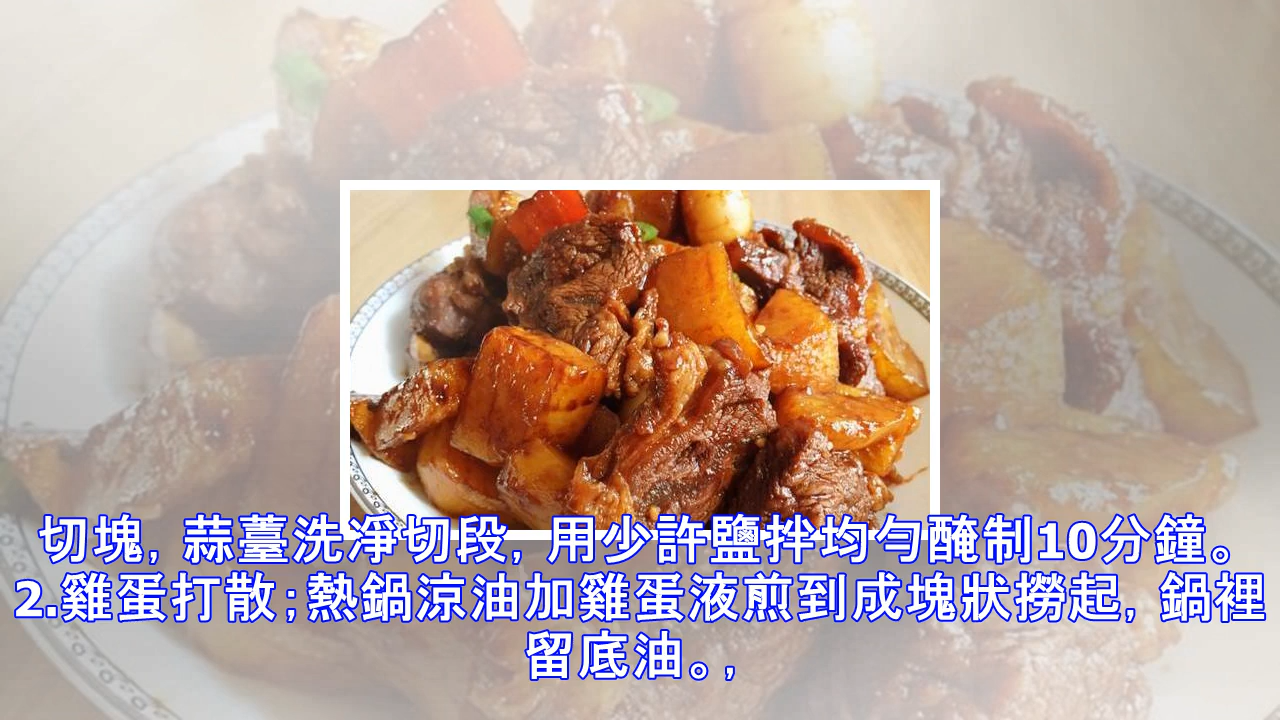 切塊, 蒜薹洗淨切段, 用少許鹽拌均勻醃制10分鐘。
2.雞蛋打散;熱鍋涼油加雞蛋液煎到成塊狀撈起, 鍋裡
留底油。,